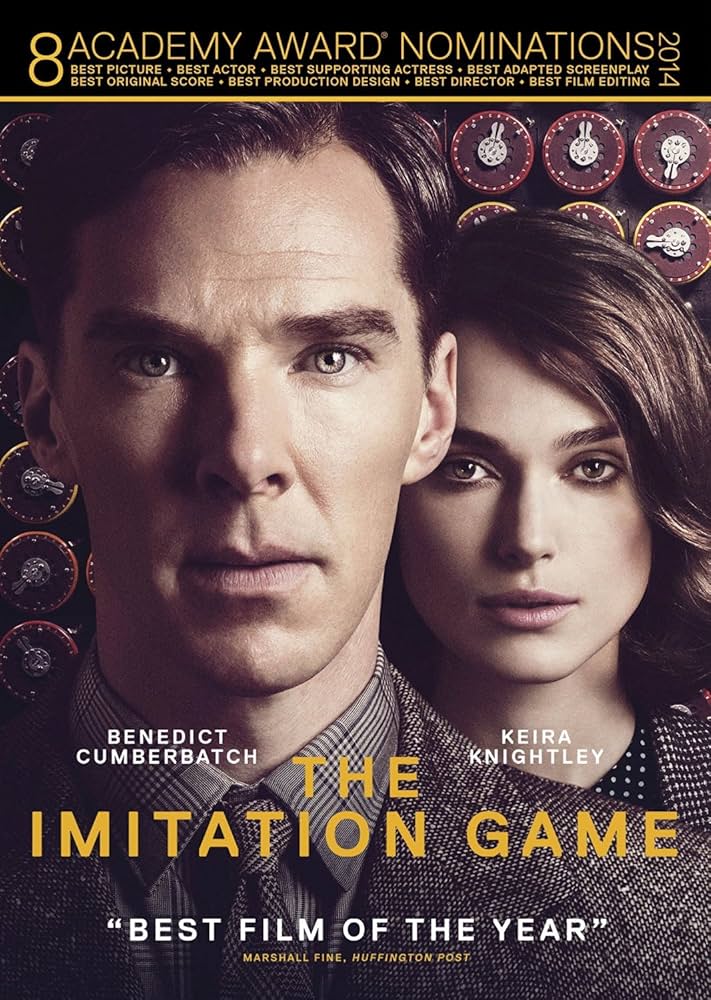 8 ACADEMY AWARD® NOMINATIONS 2014
BEST PICTURE • BEST ACTOR • BEST SUPPORTING ACTRESS • BEST ADAPTED SCREENPLAY
BEST ORIGINAL SCORE • BEST PRODUCTION DESIGN • BEST DIRECTOR • BEST FILM EDITING
BENEDICT
CUMBERBATCH
KEIRA
KNIGHTLEY
THE
IMITATION GAME
“BEST FILM OF THE YEAR”
MARSHALL FINE, HUFFINGTON POST